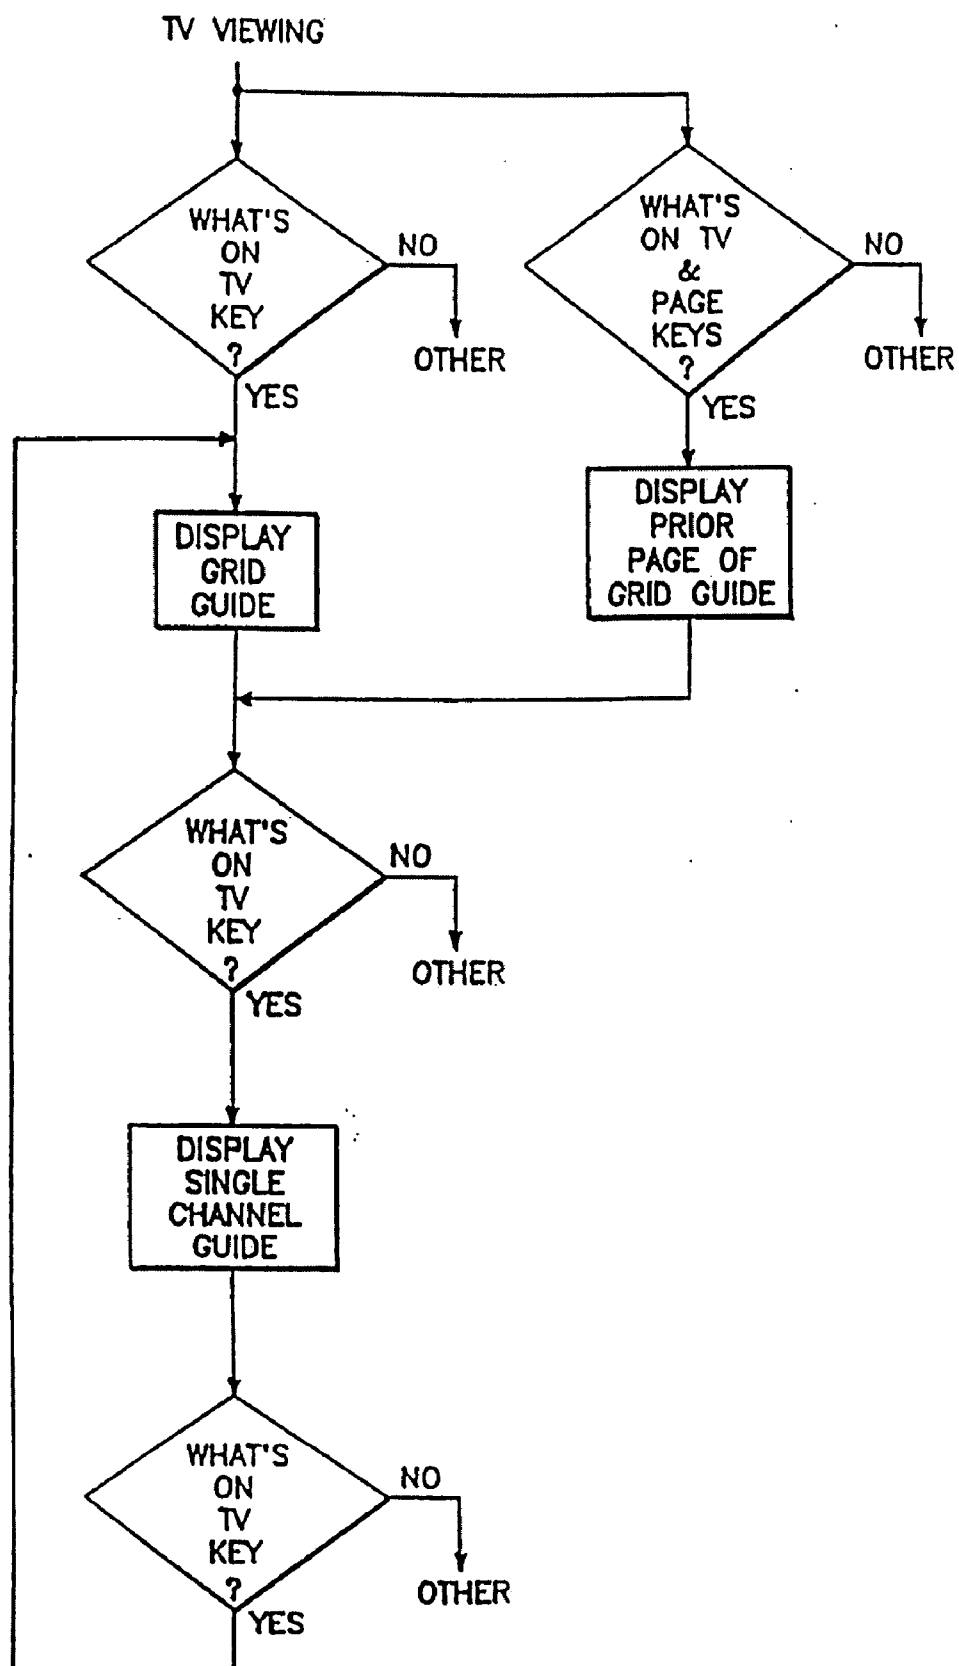 TV VIEWING
WHAT'S
ON
TV
KEY
?
NO
OTHER
YES
WHAT'S
ON TV
&
PAGE
KEYS
?
NO
OTHER
YES
DISPLAY
GRID
GUIDE
DISPLAY
PRIOR
PAGE OF
GRID GUIDE
WHAT'S
ON
TV
KEY
?
NO
OTHER
YES
DISPLAY
SINGLE
CHANNEL
GUIDE
WHAT'S
ON
TV
KEY
?
NO
OTHER
YES